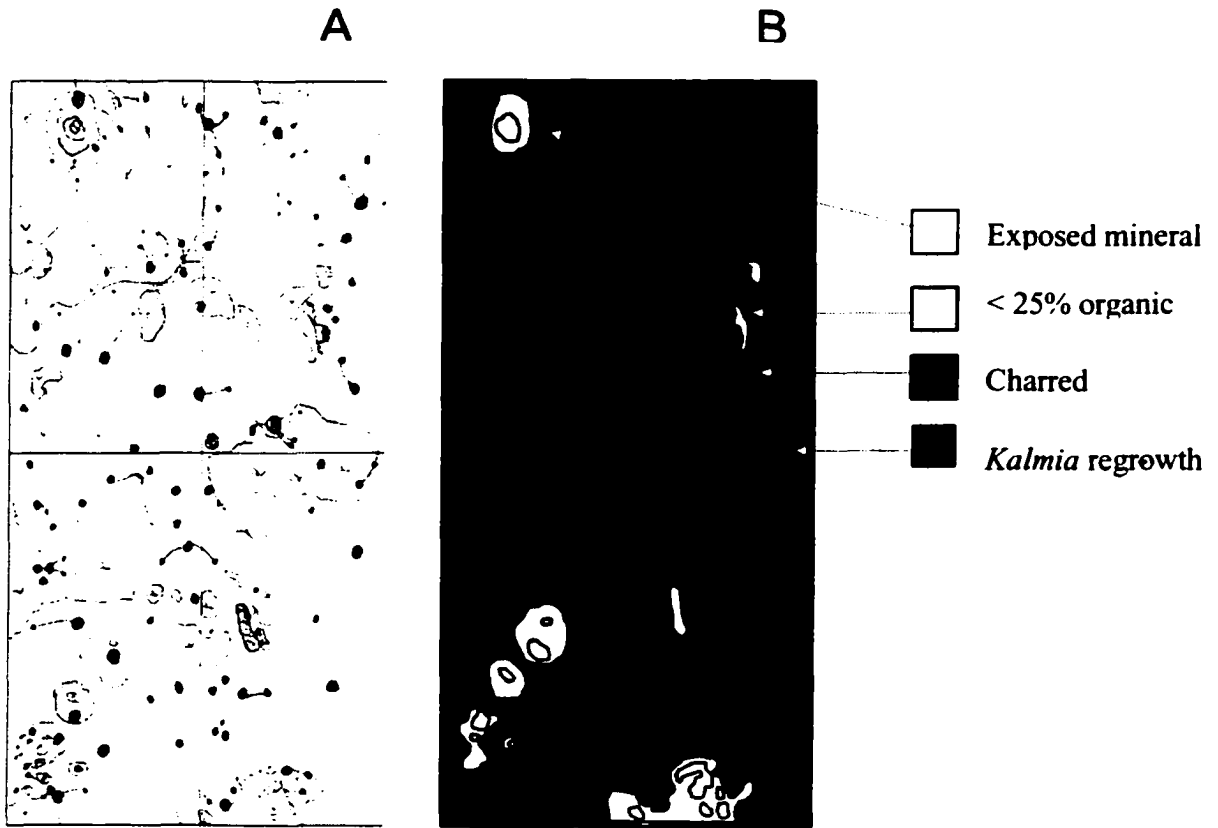 A
B
Exposed mineral
< 25% organic
Charred
Kalmia regrowth